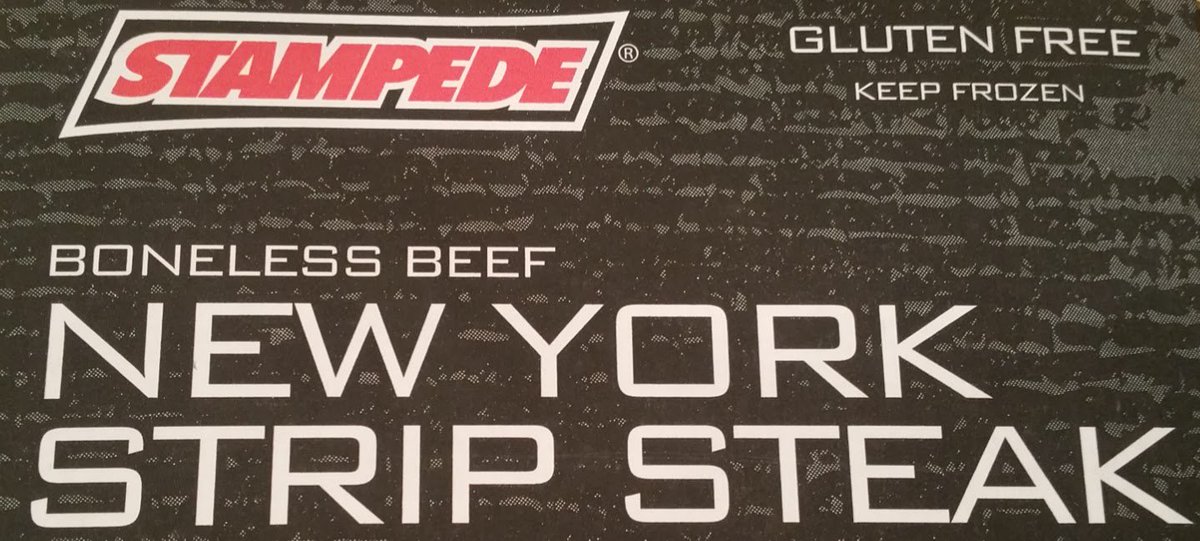 STAMPEDE®
GLUTEN FREE
KEEP FROZEN
BONELESS BEEF
NEW YORK
STRIP STEAK